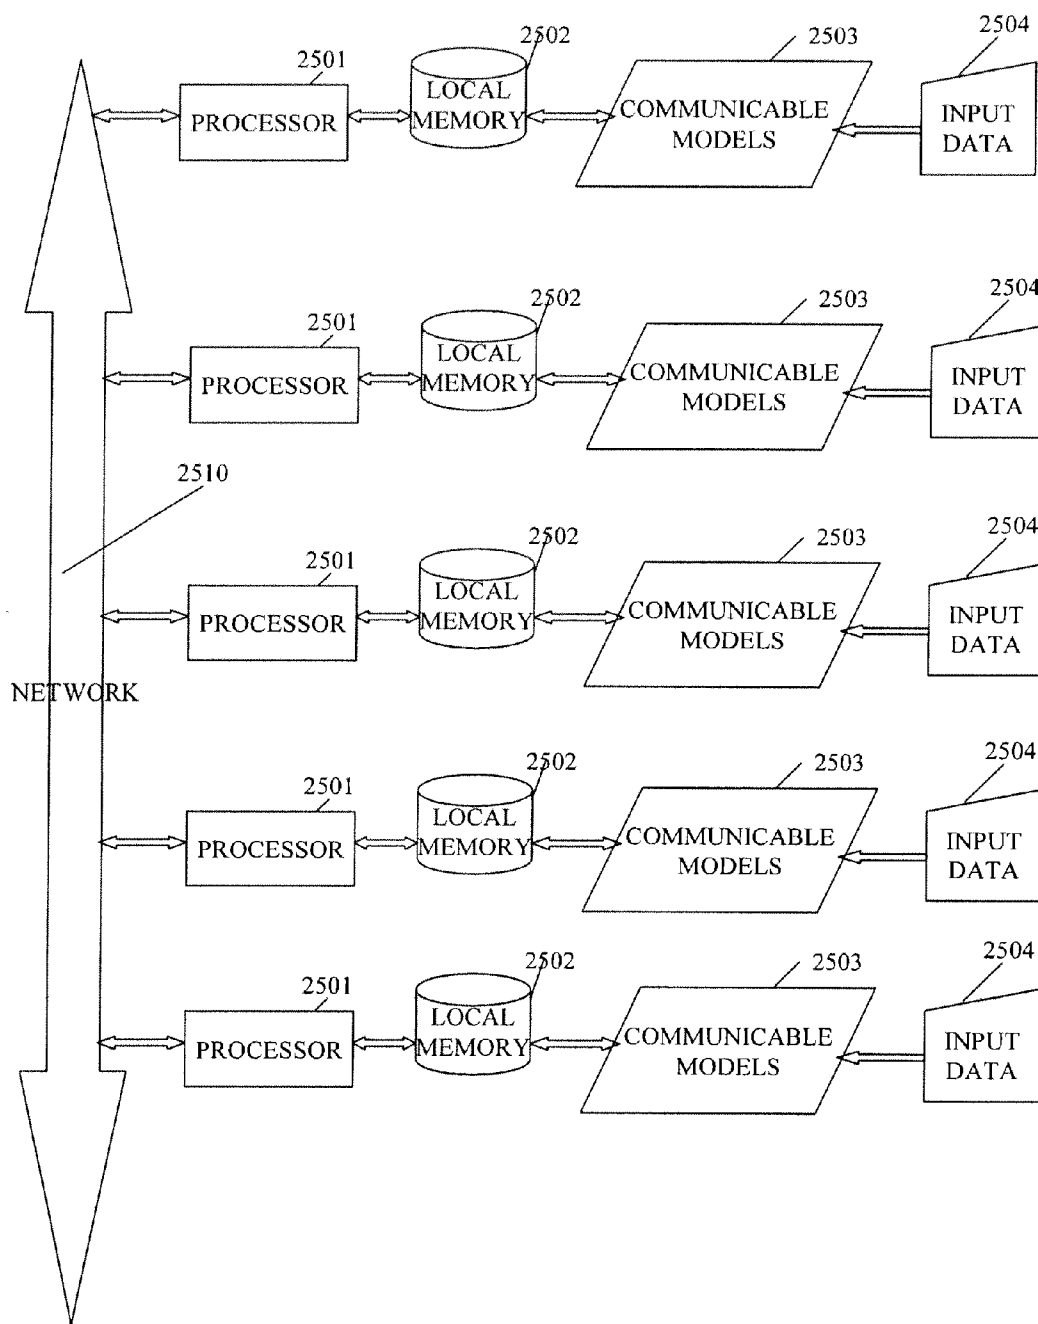 2501
2502
2503
2504
PROCESSOR
LOCAL
MEMORY
COMMUNICABLE
MODELS
INPUT
DATA
2501
2502
2503
2504
PROCESSOR
LOCAL
MEMORY
COMMUNICABLE
MODELS
INPUT
DATA
2510
2501
2502
2503
2504
PROCESSOR
LOCAL
MEMORY
COMMUNICABLE
MODELS
INPUT
DATA
NETWORK
2501
2502
2503
2504
PROCESSOR
LOCAL
MEMORY
COMMUNICABLE
MODELS
INPUT
DATA
2501
2502
2503
2504
PROCESSOR
LOCAL
MEMORY
COMMUNICABLE
MODELS
INPUT
DATA